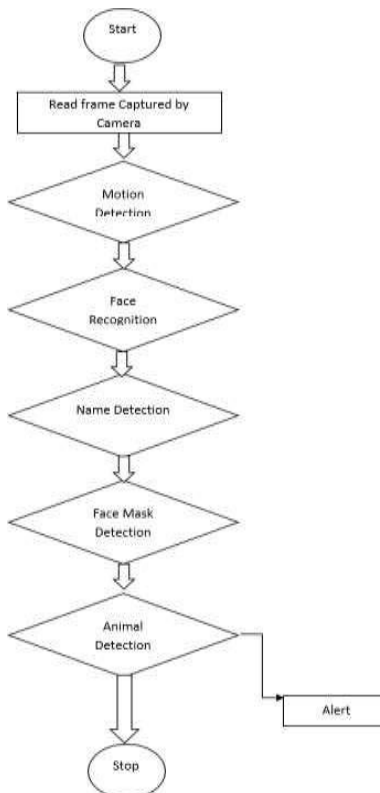 Start
Read frame Captured by
Camera
Motion
Detection
Face
Recognition
Name Detection
Face Mask
Detection
Animal
Detection
Alert
Stop